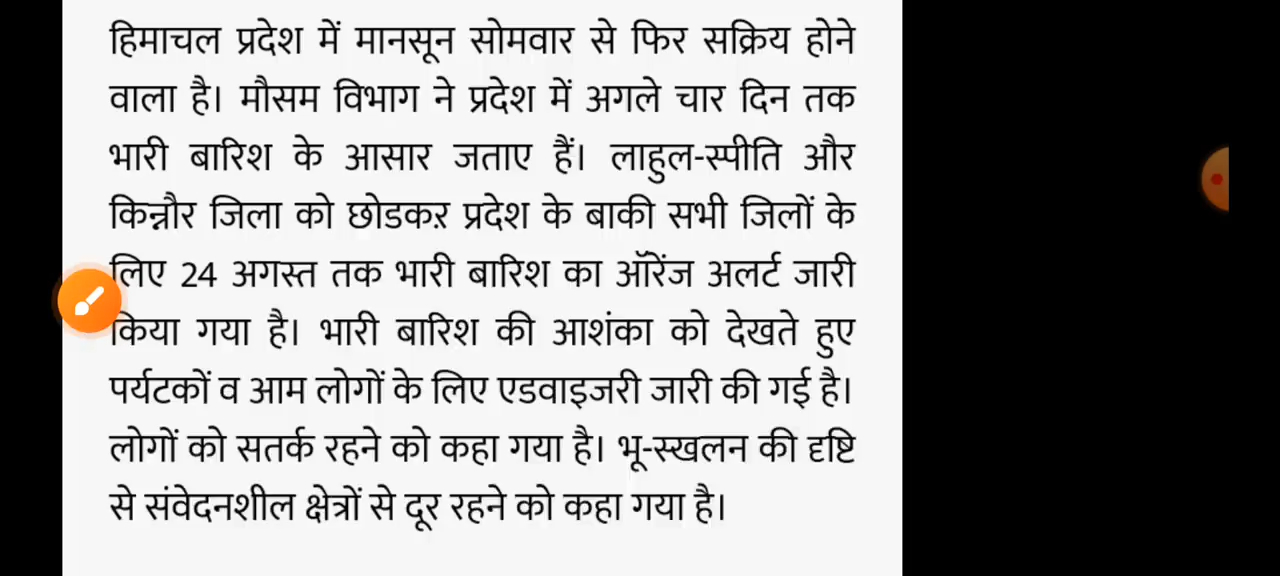 हिमाचल प्रदेश में मानसून सोमवार से फिर सक्रिय होने
वाला है। मौसम विभाग ने प्रदेश में अगले चार दिन तक
भारी बारिश के आसार जताए हैं। लाहुल-स्पीति और
किन्नौर जिला को छोडकऱ प्रदेश के बाकी सभी जिलों के
लिए 24 अगस्त तक भारी बारिश का ऑरेंज अलर्ट जारी
किया गया है। भारी बारिश की आशंका को देखते हुए
पर्यटकों व आम लोगों के लिए एडवाइजरी जारी की गई है।
लोगों को सतर्क रहने को कहा गया है। भू-स्खलन की दृष्टि
से संवेदनशील क्षेत्रों से दूर रहने को कहा गया है।